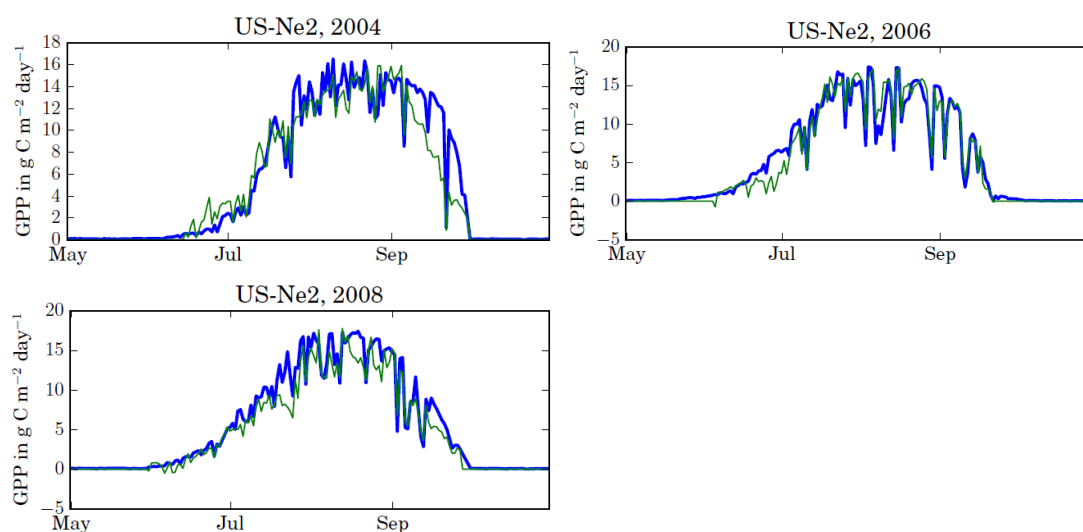 US-Ne2, 2004
GPP in g C m⁻² day⁻¹
18
16
14
12
10
8
6
4
2
0
May
Jul
Sep
US-Ne2, 2006
GPP in g C m⁻² day⁻¹
20
15
10
5
0
−5
May
Jul
Sep
US-Ne2, 2008
GPP in g C m⁻² day⁻¹
20
15
10
5
0
−5
May
Jul
Sep